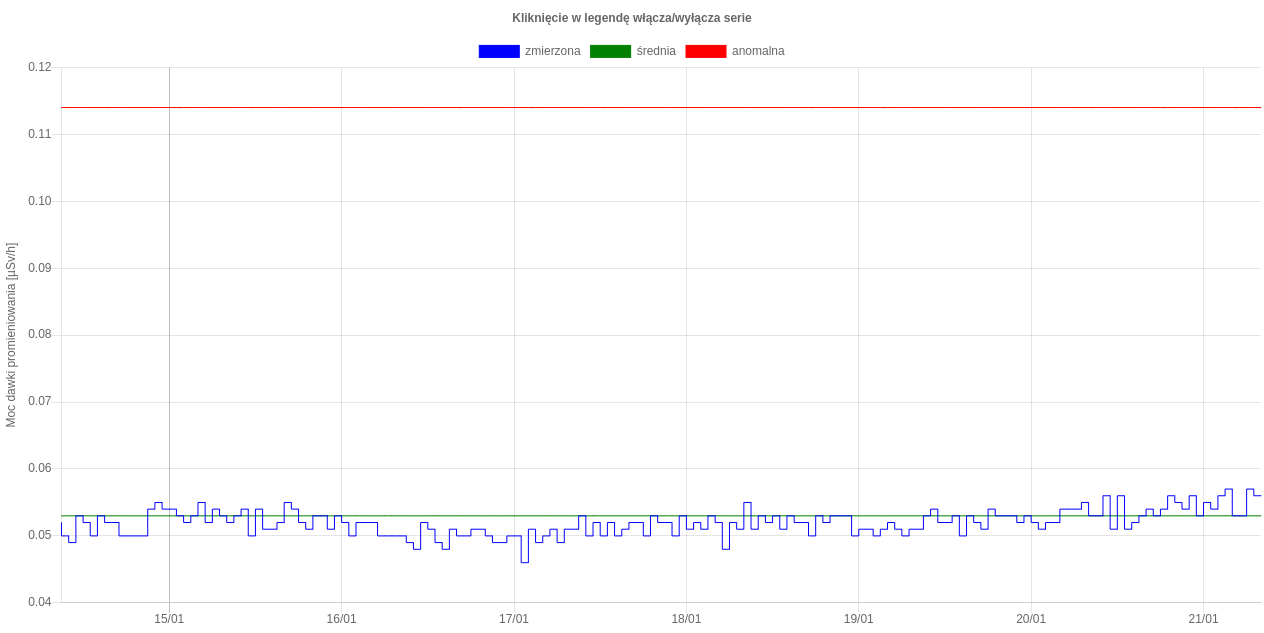 Kliknięcie w legendę włącza/wyłącza serie
zmierzona średnia anomalna
Moc dawki promieniowania [µSv/h]
0.12
0.11
0.10
0.09
0.08
0.07
0.06
0.05
0.04
15/01 16/01 17/01 18/01 19/01 20/01 21/01